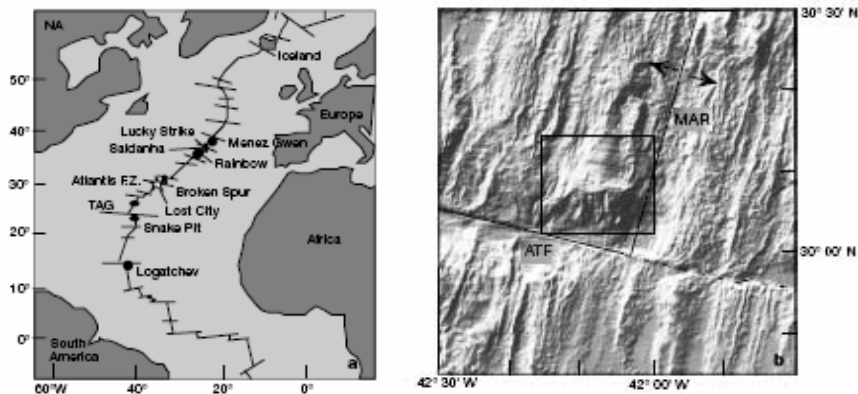 NA
Iceland
50°
Europe
Lucky Strike
40°
Saldanha
Menez Gwen
Rainbow
Atlantis F.Z.
30°
Broken Spur
TAG
Lost City
20°
Snake Pit
Africa
Logatchev
10°
0°
South
America
a
60°W
40°
20°
0°
30° 30' N
MAR
ATF
30° 00' N
b
42° 30' W
42° 00' W